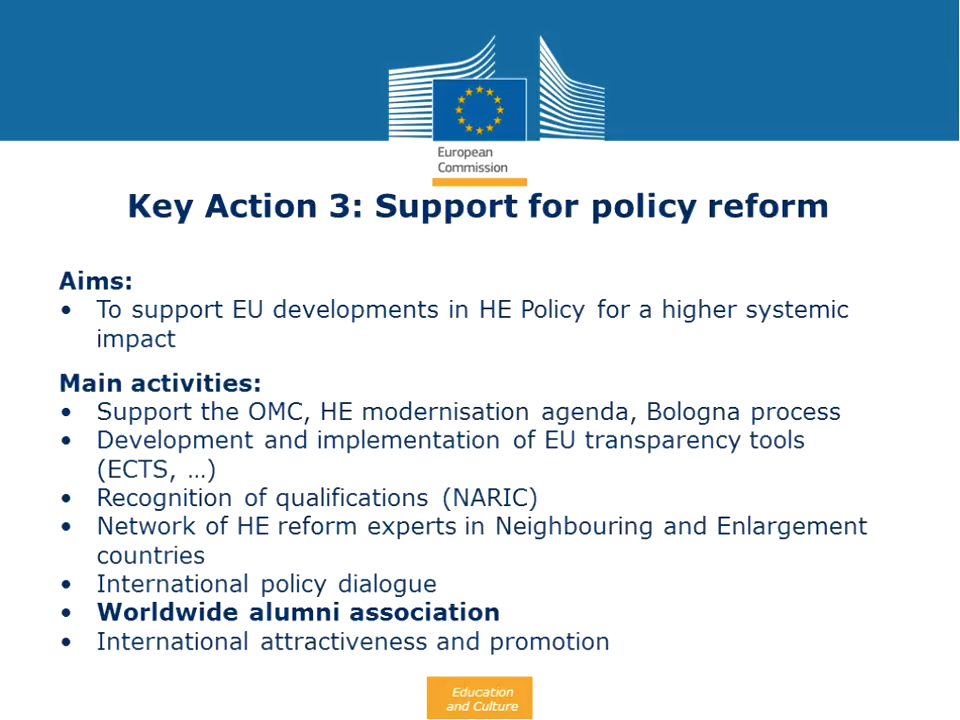 European
Commission
Key Action 3: Support for policy reform
Aims:
• To support EU developments in HE Policy for a higher systemic
impact
Main activities:
• Support the OMC, HE modernisation agenda, Bologna process
• Development and implementation of EU transparency tools
(ECTS, …)
• Recognition of qualifications (NARIC)
• Network of HE reform experts in Neighbouring and Enlargement
countries
• International policy dialogue
• Worldwide alumni association
• International attractiveness and promotion
Education
and Culture